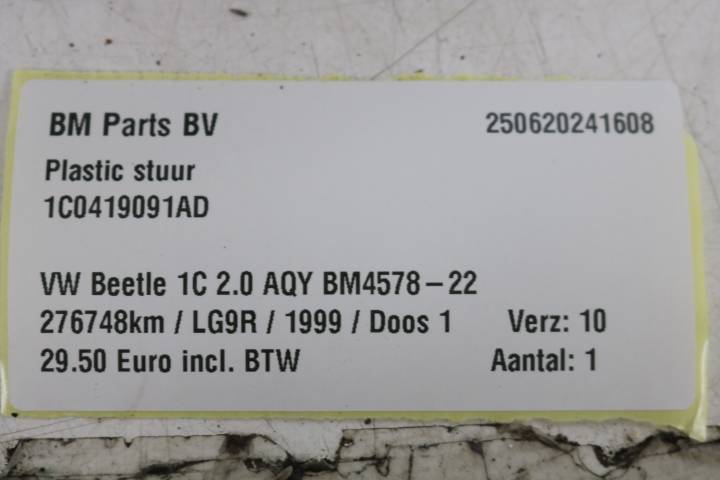 BM Parts BV 250620241608
Plastic stuur
1C0419091AD
VW Beetle 1C 2.0 AQY BM4578-22
276748km / LG9R / 1999 / Doos 1 Verz: 10
29.50 Euro incl. BTW Aantal: 1